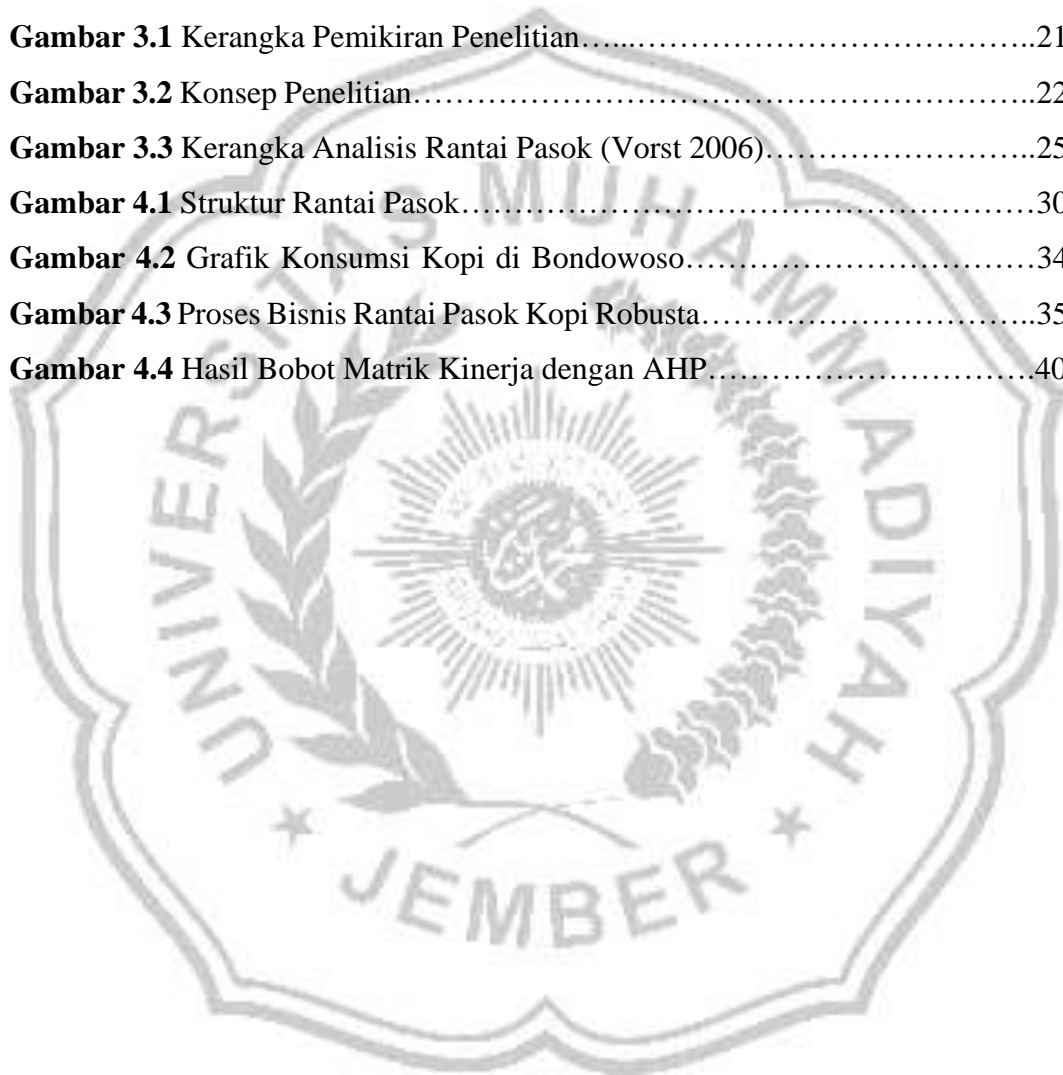 Gambar 3.1 Kerangka Pemikiran Penelitian…...………………………………..21
Gambar 3.2 Konsep Penelitian…………………………………………………..22
Gambar 3.3 Kerangka Analisis Rantai Pasok (Vorst 2006)……………………..25
Gambar 4.1 Struktur Rantai Pasok………………………………………………30
Gambar 4.2 Grafik Konsumsi Kopi di Bondowoso……………………………34
Gambar 4.3 Proses Bisnis Rantai Pasok Kopi Robusta…………………………35
Gambar 4.4 Hasil Bobot Matrik Kinerja dengan AHP………………………….40
UNIVERSITAS MUHAMMADIYAH
JEMBER